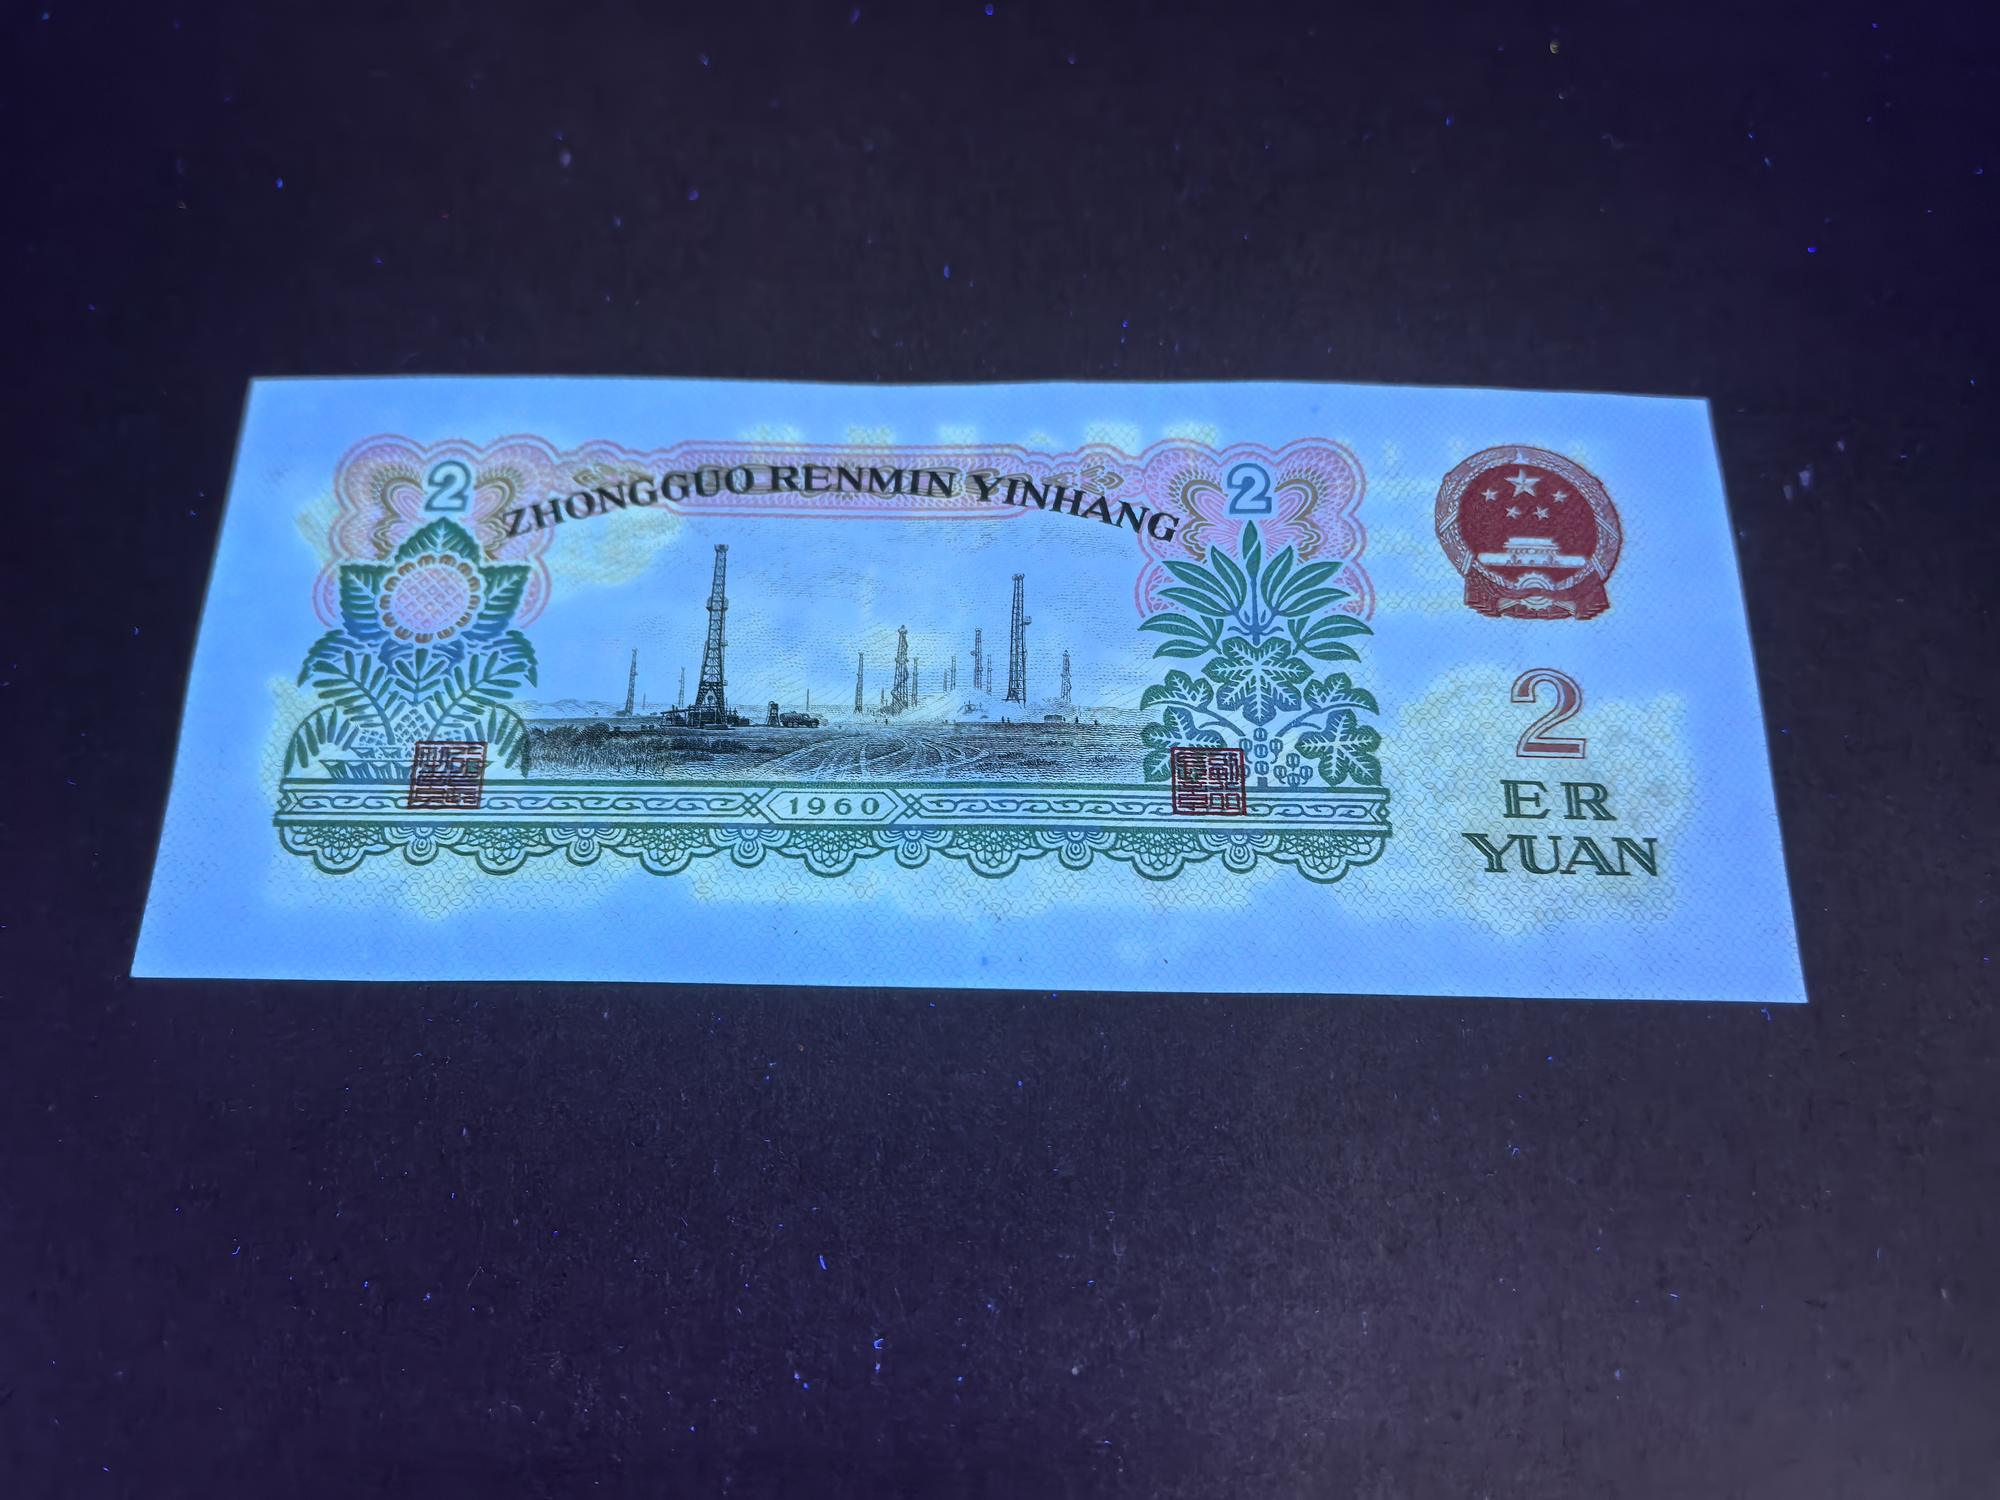 2
ZHONGGUO RENMIN YINHANG
2
2
ER
YUAN
1960